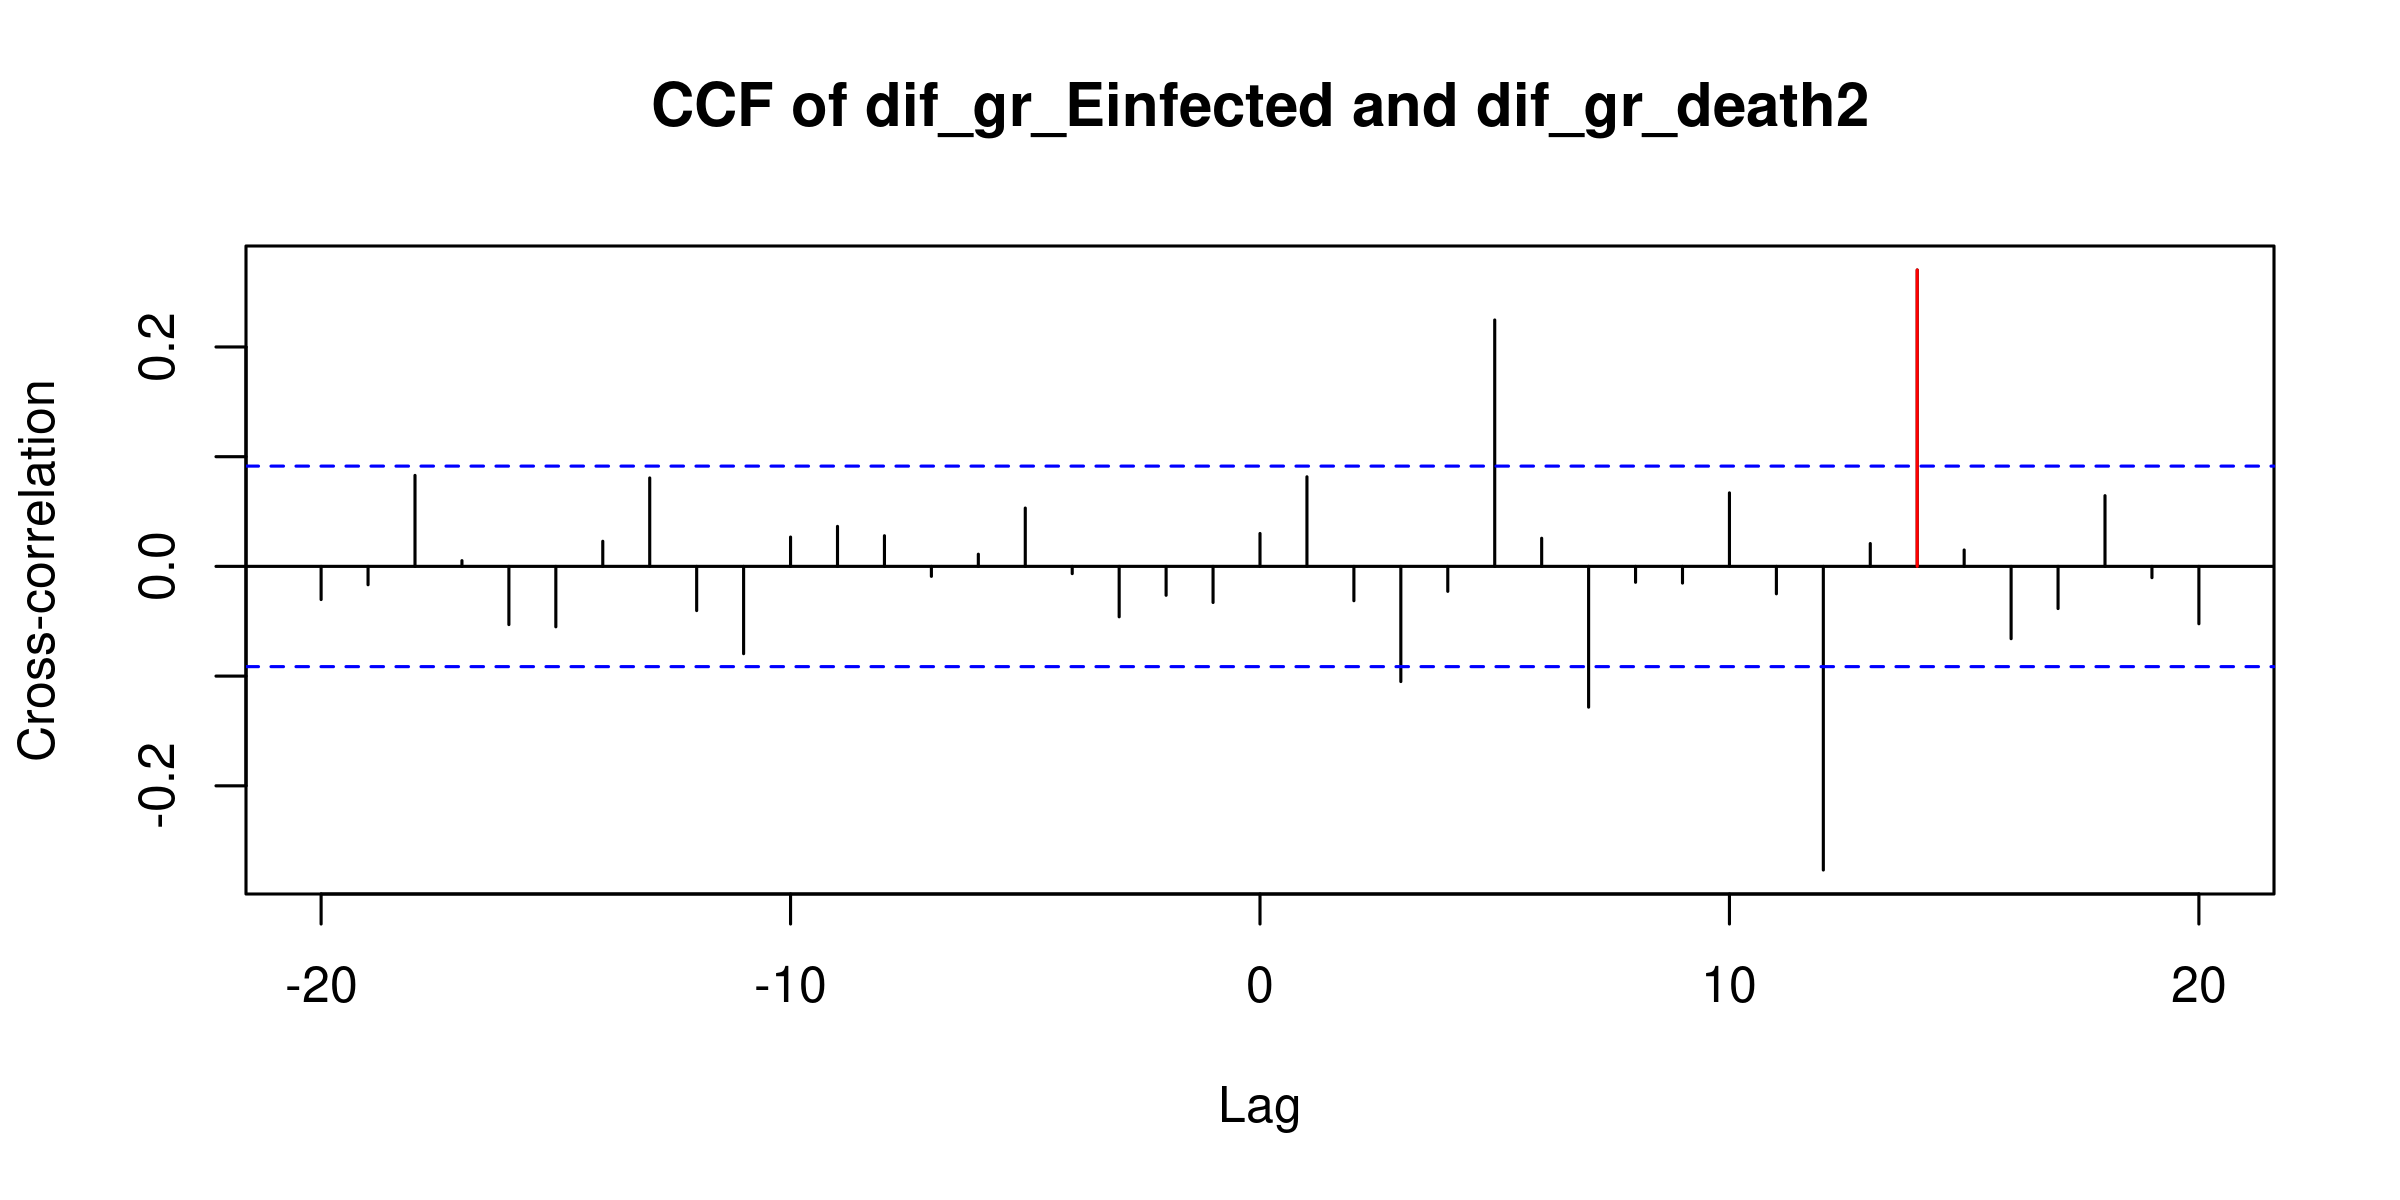 CCF of dif_gr_Einfected and dif_gr_death2
Cross-correlation
0.2
0.0
-0.2
-20
-10
0
10
20
Lag